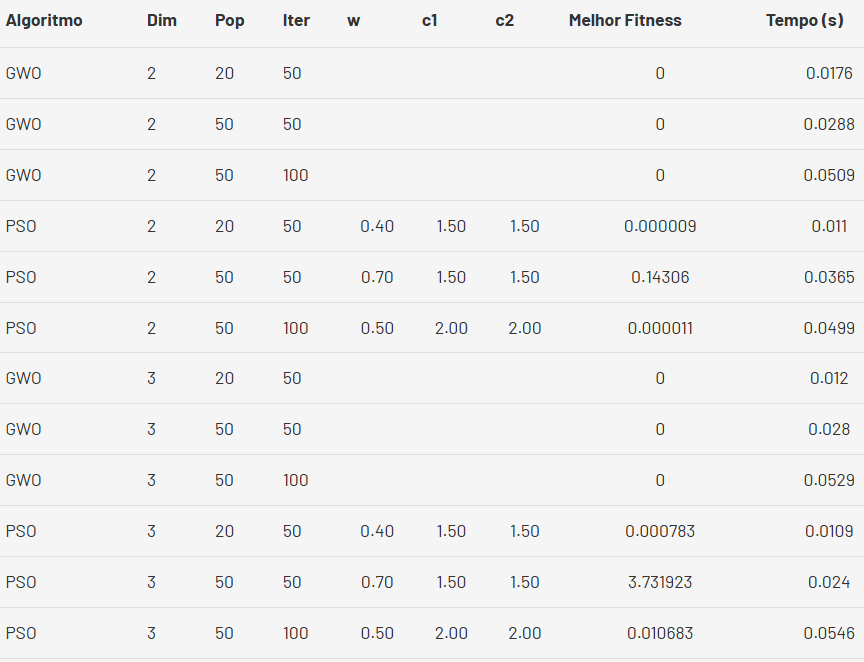 Algoritmo Dim Pop Iter w c1 c2 Melhor Fitness Tempo (s)
GWO 2 20 50 0 0.0176
GWO 2 50 50 0 0.0288
GWO 2 50 100 0 0.0509
PSO 2 20 50 0.40 1.50 1.50 0.000009 0.011
PSO 2 50 50 0.70 1.50 1.50 0.14306 0.0365
PSO 2 50 100 0.50 2.00 2.00 0.000011 0.0499
GWO 3 20 50 0 0.012
GWO 3 50 50 0 0.028
GWO 3 50 100 0 0.0529
PSO 3 20 50 0.40 1.50 1.50 0.000783 0.0109
PSO 3 50 50 0.70 1.50 1.50 3.731923 0.024
PSO 3 50 100 0.50 2.00 2.00 0.010683 0.0546